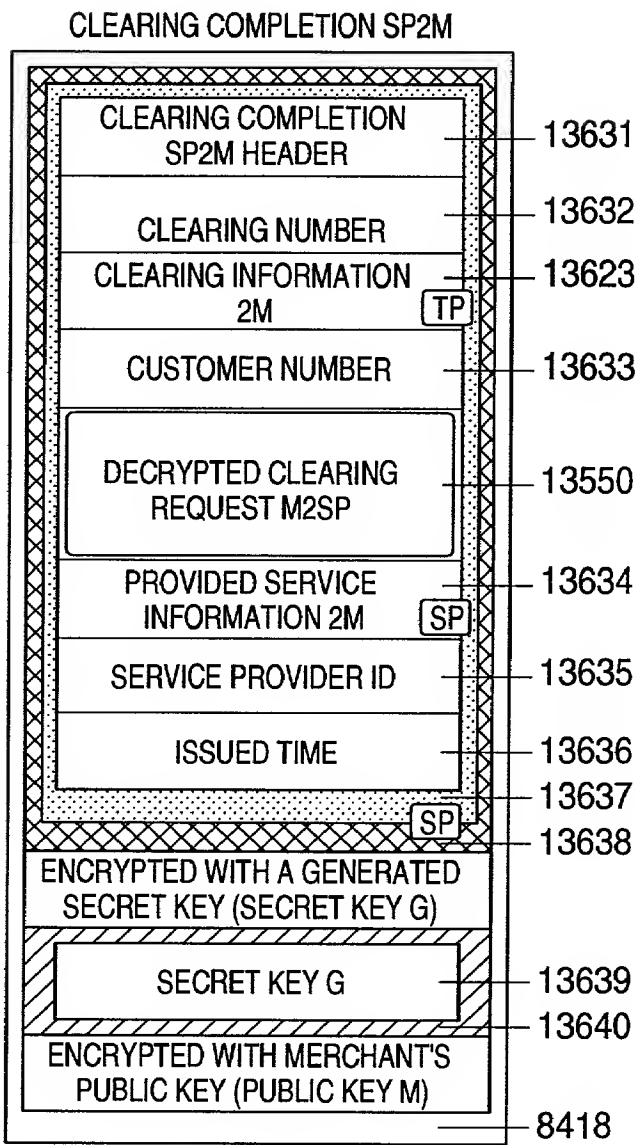 CLEARING COMPLETION SP2M
CLEARING COMPLETION
SP2M HEADER
13631
CLEARING NUMBER
13632
CLEARING INFORMATION
2M
TP
13623
CUSTOMER NUMBER
13633
DECRYPTED CLEARING
REQUEST M2SP
13550
PROVIDED SERVICE
INFORMATION 2M
SP
13634
SERVICE PROVIDER ID
13635
ISSUED TIME
13636
13637
SP
13638
ENCRYPTED WITH A GENERATED
SECRET KEY (SECRET KEY G)
SECRET KEY G
13639
13640
ENCRYPTED WITH MERCHANT'S
PUBLIC KEY (PUBLIC KEY M)
8418